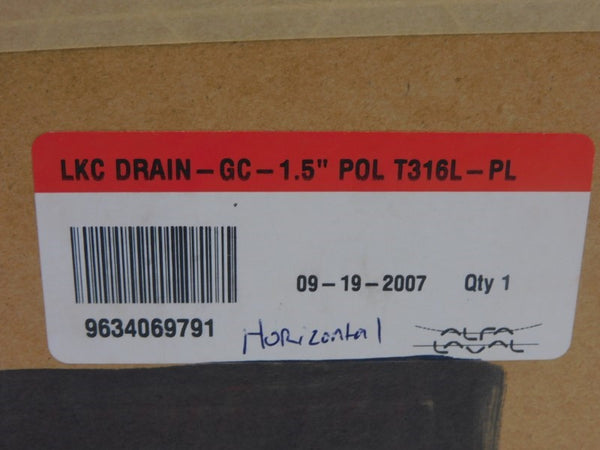 LKC DRAIN-GC-1.5" POL T316L-PL
09-19-2007 Qty 1
9634069791
Horizontal
ALFA
LAVAL